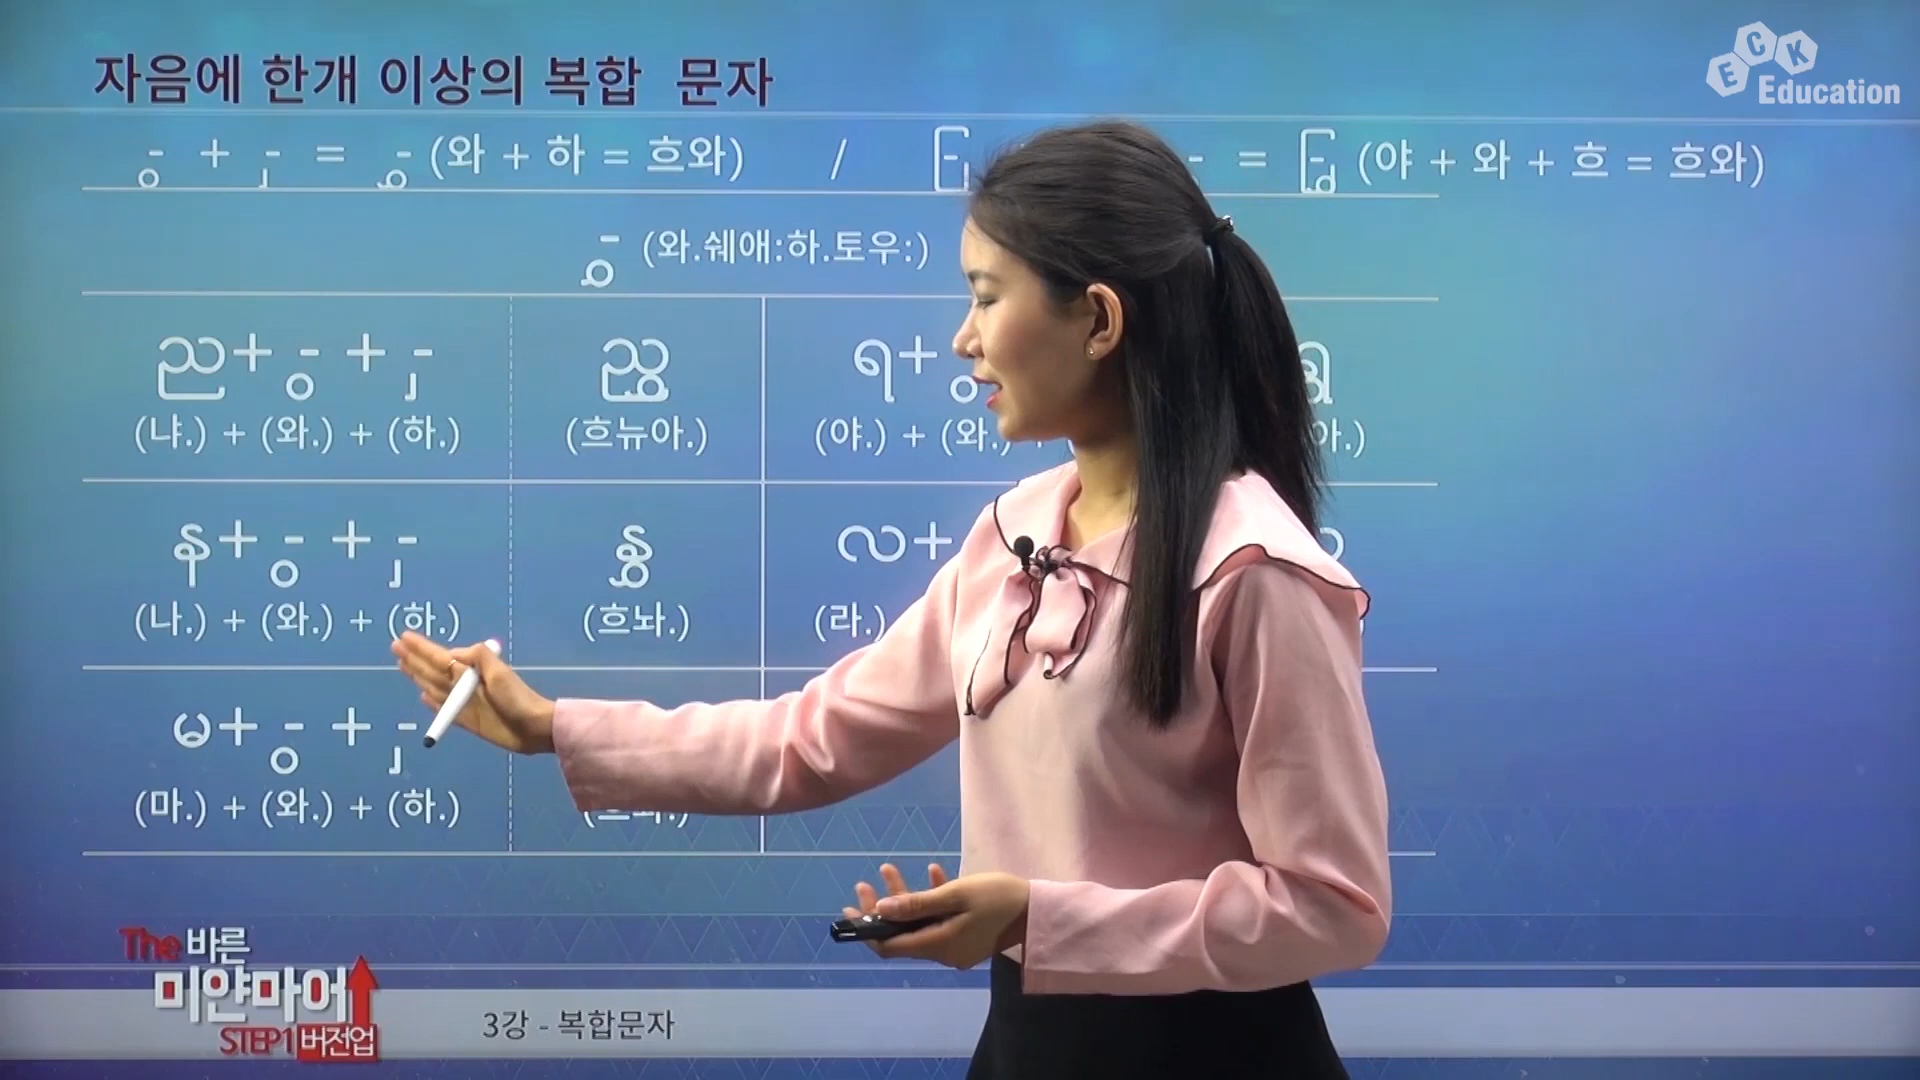 ECK Education
자음에 한개 이상의 복합 문자
ွ + ှ = ွှ (와 + 하 = 흐와) / ြ = ြွှ (야 + 와 + 흐 = 흐와)
ွှ (와.쉐애:하.토우:)
ည + ွ + ှ ညွှ ရ + ွ
(냐.) + (와.) + (하.) (흐뉴아.) (야.) + (와.) +
န + ွ + ှ နွှ လ +
(나.) + (와.) + (하.) (흐놔.) (라.)
မ + ွ + ှ
(마.) + (와.) + (하.)
The 바른
미얀마어
STEP1 버전업
3강 - 복합문자